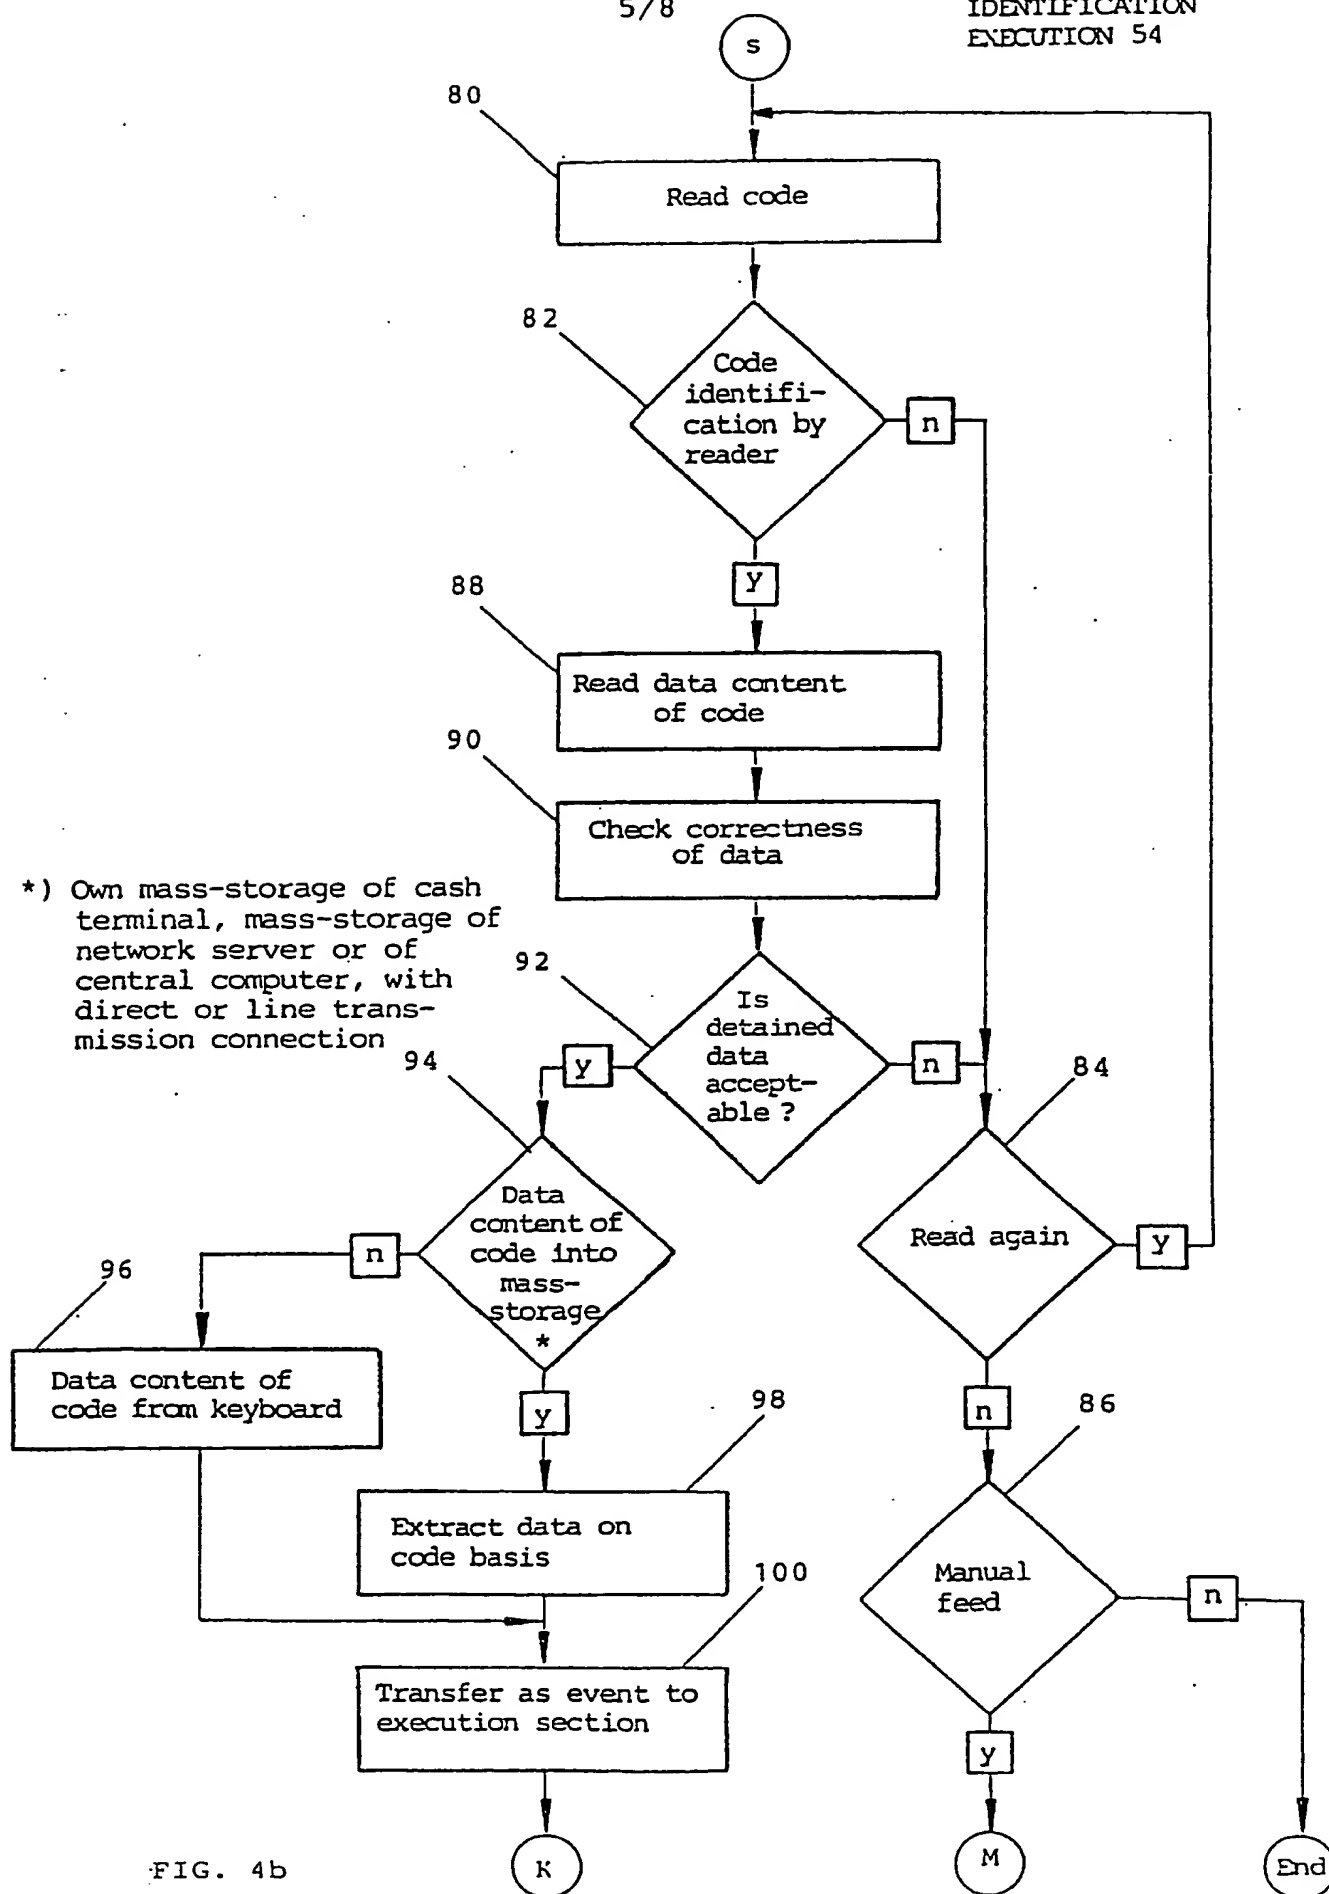 5/8
IDENTIFICATION
EXECUTION 54
s
80
Read code
82
Code
identifi-
cation by
reader
n
y
88
Read data content
of code
90
Check correctness
of data
*) Own mass-storage of cash
terminal, mass-storage of
network server or of
central computer, with
direct or line trans-
mission connection
92
Is
detained
data
accept-
able ?
y
n
94
84
Data
content of
code into
mass-
storage
*
n
Read again
y
96
Data content of
code from keyboard
y
n
98
86
Extract data on
code basis
Manual
feed
n
100
Transfer as event to
execution section
y
FIG. 4b
K
M
End